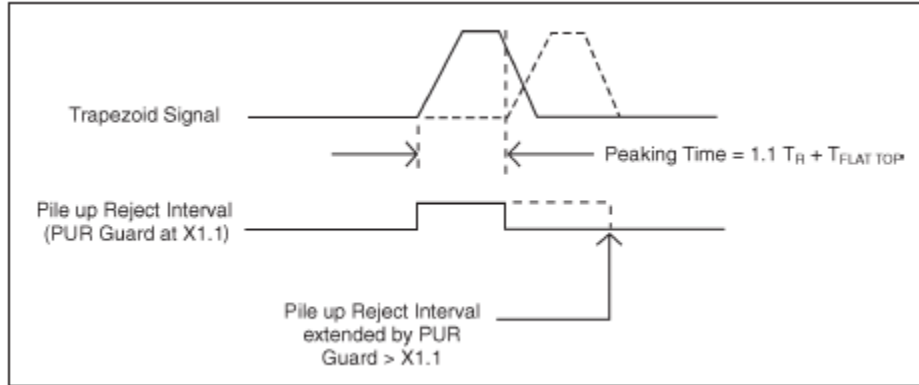 Trapezoid Signal
Peaking Time = 1.1 T_R + T_FLAT TOP.
Pile up Reject Interval
(PUR Guard at X1.1)
Pile up Reject Interval
extended by PUR
Guard > X1.1